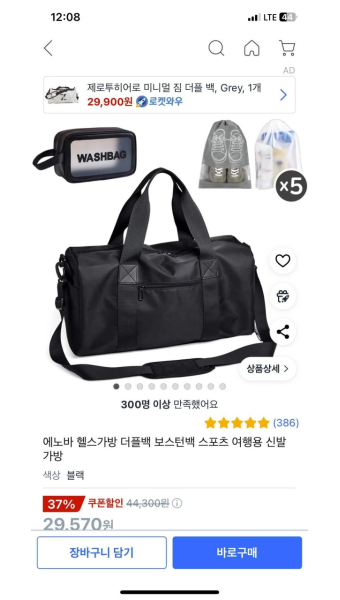 12:08
LTE 44
AD
제로투히어로 미니멀 짐 더플 백, Grey, 1개
29,900원 로켓와우
WASHBAG
×5
상품상세
300명 이상 만족했어요
(386)
에노바 헬스가방 더플백 보스턴백 스포츠 여행용 신발
가방
색상 블랙
37% 쿠폰할인 44,300원
29,570원
장바구니 담기
바로구매